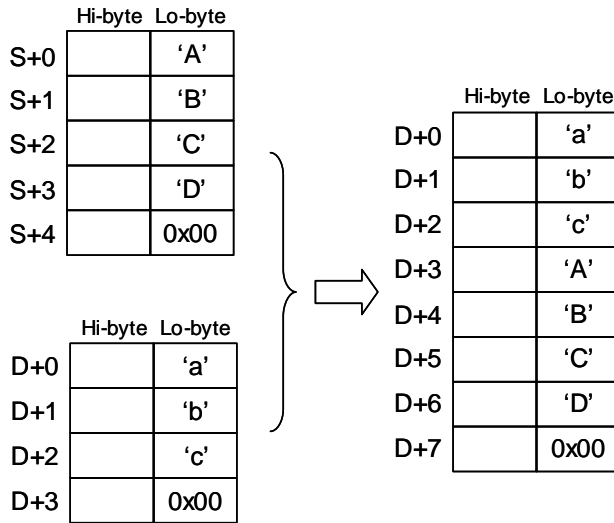 Hi-byte Lo-byte
S+0 ‘A’
S+1 ‘B’
S+2 ‘C’
S+3 ‘D’
S+4 0x00
Hi-byte Lo-byte
D+0 ‘a’
D+1 ‘b’
D+2 ‘c’
D+3 0x00
Hi-byte Lo-byte
D+0 ‘a’
D+1 ‘b’
D+2 ‘c’
D+3 ‘A’
D+4 ‘B’
D+5 ‘C’
D+6 ‘D’
D+7 0x00